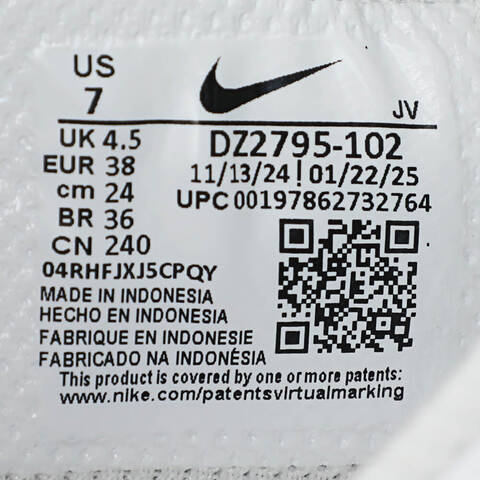 US
7
JV
UK 4.5
EUR 38
cm 24
BR 36
CN 240
DZ2795-102
11/13/24 | 01/22/25
UPC 00197862732764
04RHFJXJ5CPQY
MADE IN INDONESIA
HECHO EN INDONESIA
FABRIQUE EN INDONESIE
FABRICADO NA INDONÉSIA
This product is covered by one or more patents:
www.nike.com/patentsvirtualmarking